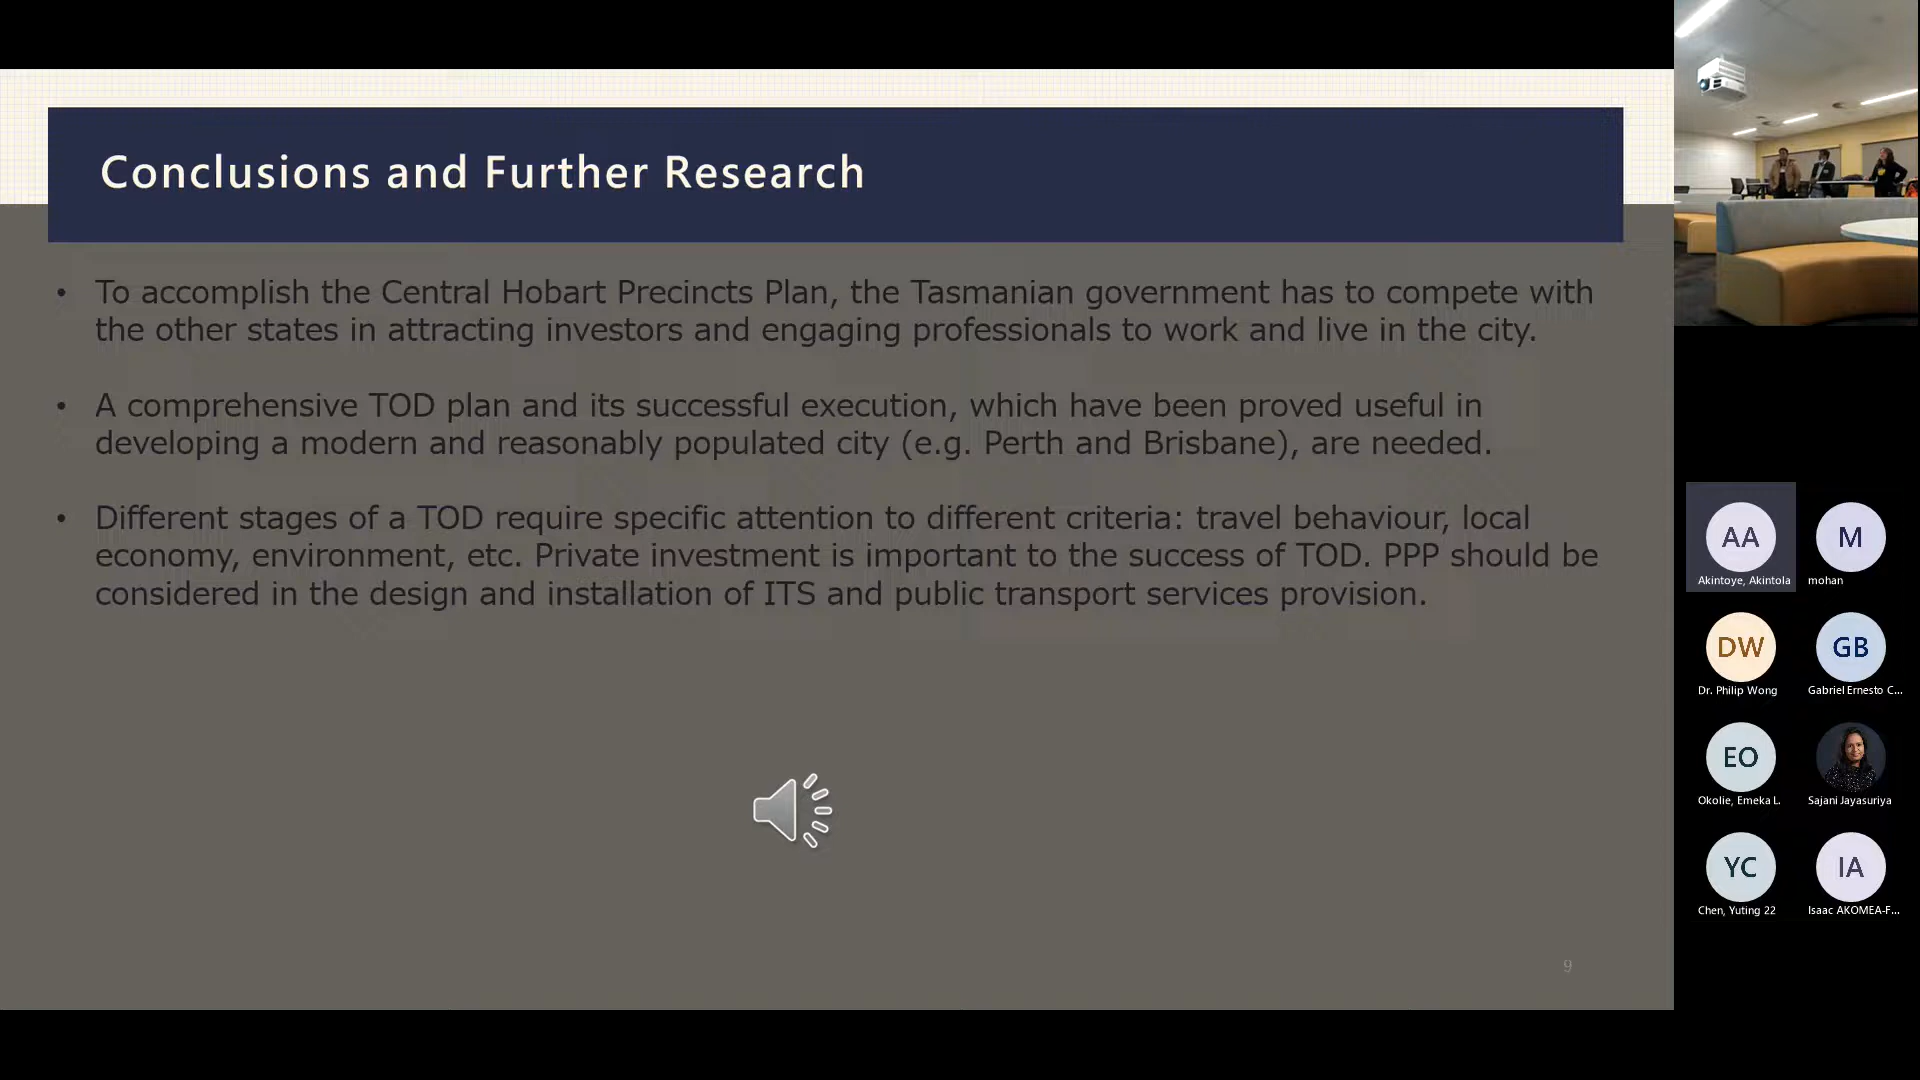 Conclusions and Further Research
• To accomplish the Central Hobart Precincts Plan, the Tasmanian government has to compete with
the other states in attracting investors and engaging professionals to work and live in the city.
• A comprehensive TOD plan and its successful execution, which have been proved useful in
developing a modern and reasonably populated city (e.g. Perth and Brisbane), are needed.
• Different stages of a TOD require specific attention to different criteria: travel behaviour, local
economy, environment, etc. Private investment is important to the success of TOD. PPP should be
considered in the design and installation of ITS and public transport services provision.
9
AA
Akintoye, Akintola
M
mohan
DW
Dr. Philip Wong
GB
Gabriel Ernesto C...
EO
Okolie, Emeka L.
Sajani Jayasuriya
YC
Chen, Yuting 22
IA
Isaac AKOMEA-F...